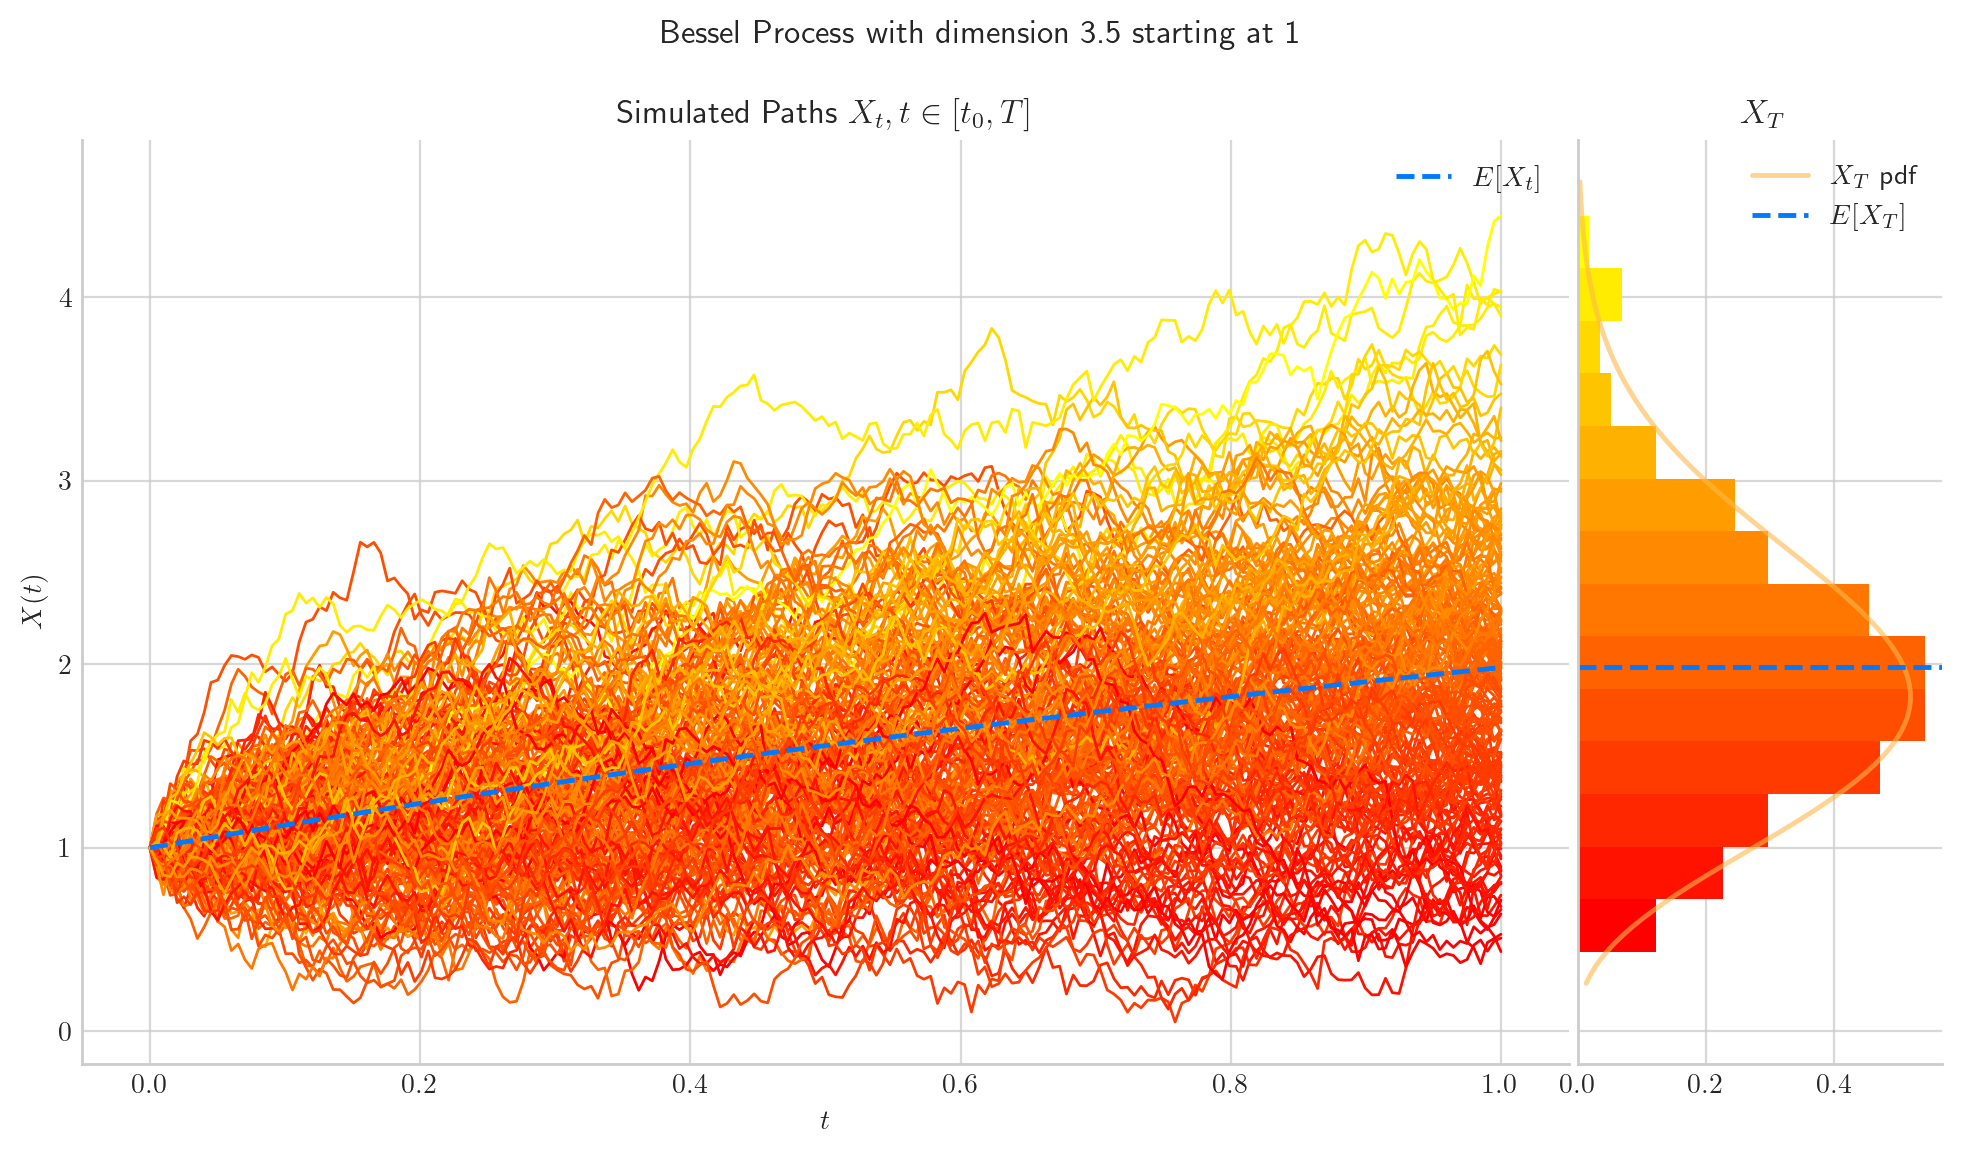 Bessel Process with dimension 3.5 starting at 1
Simulated Paths $X_t, t \in [t_0, T]$
$X_T$
$E[X_t]$
$X_T$ pdf
$E[X_T]$
4
3
2
1
0
$X(t)$
0.0 0.2 0.4 0.6 0.8 1.0
0.0 0.2 0.4
$t$